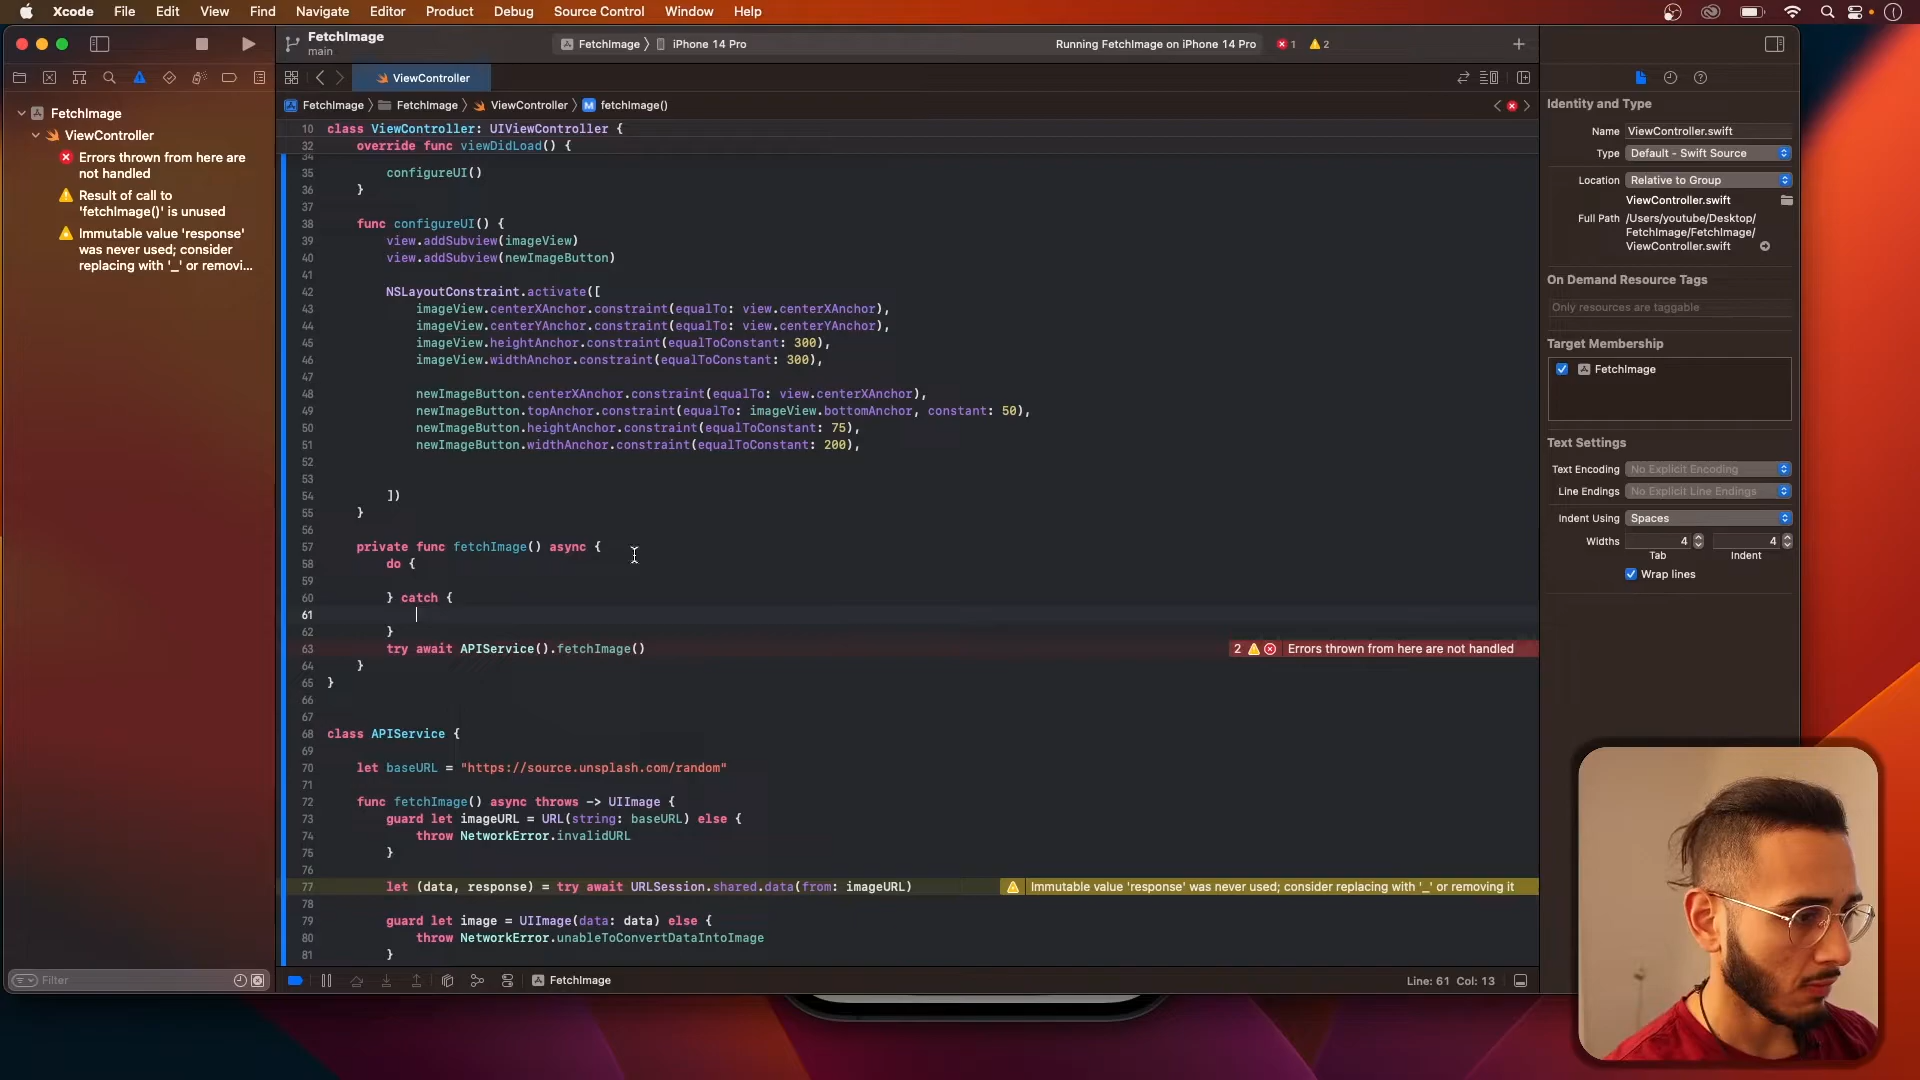 Xcode File Edit View Find Navigate Editor Product Debug Source Control Window Help
FetchImage
main
FetchImage iPhone 14 Pro
Running FetchImage on iPhone 14 Pro 1 2
ViewController
FetchImage FetchImage ViewController M fetchImage()
FetchImage
ViewController
Errors thrown from here are
not handled
Result of call to
'fetchImage()' is unused
Immutable value 'response'
was never used; consider
replacing with '_' or removi...
Filter
10 class ViewController: UIViewController {
32 override func viewDidLoad() {
34
35 configureUI()
36 }
37
38 func configureUI() {
39 view.addSubview(imageView)
40 view.addSubview(newImageButton)
41
42 NSLayoutConstraint.activate([
43 imageView.centerXAnchor.constraint(equalTo: view.centerXAnchor),
44 imageView.centerYAnchor.constraint(equalTo: view.centerYAnchor),
45 imageView.heightAnchor.constraint(equalToConstant: 300),
46 imageView.widthAnchor.constraint(equalToConstant: 300),
47
48 newImageButton.centerXAnchor.constraint(equalTo: view.centerXAnchor),
49 newImageButton.topAnchor.constraint(equalTo: imageView.bottomAnchor, constant: 50),
50 newImageButton.heightAnchor.constraint(equalToConstant: 75),
51 newImageButton.widthAnchor.constraint(equalToConstant: 200),
52
53
54 ])
55 }
56
57 private func fetchImage() async {
58 do {
59
60 } catch {
61
62 }
63 try await APIService().fetchImage() 2 Errors thrown from here are not handled
64 }
65 }
66
67
68 class APIService {
69
70 let baseURL = "https://source.unsplash.com/random"
71
72 func fetchImage() async throws -> UIImage {
73 guard let imageURL = URL(string: baseURL) else {
74 throw NetworkError.invalidURL
75 }
76
77 let (data, response) = try await URLSession.shared.data(from: imageURL) Immutable value 'response' was never used; consider replacing with '_' or removing it
78
79 guard let image = UIImage(data: data) else {
80 throw NetworkError.unableToConvertDataIntoImage
81 }
FetchImage
Line: 61 Col: 13
Identity and Type
Name ViewController.swift
Type Default - Swift Source
Location Relative to Group
ViewController.swift
Full Path /Users/youtube/Desktop/
FetchImage/FetchImage/
ViewController.swift
On Demand Resource Tags
Only resources are taggable
Target Membership
FetchImage
Text Settings
Text Encoding No Explicit Encoding
Line Endings No Explicit Line Endings
Indent Using Spaces
Widths 4 4
Tab Indent
Wrap lines